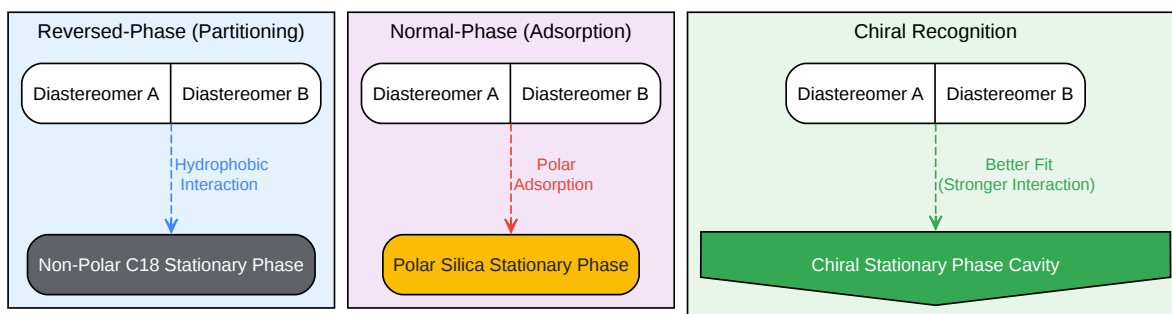 Reversed-Phase (Partitioning)
Diastereomer A
Diastereomer B
Hydrophobic
Interaction
Non-Polar C18 Stationary Phase
Normal-Phase (Adsorption)
Diastereomer A
Diastereomer B
Polar
Adsorption
Polar Silica Stationary Phase
Chiral Recognition
Diastereomer A
Diastereomer B
Better Fit
(Stronger Interaction)
Chiral Stationary Phase Cavity